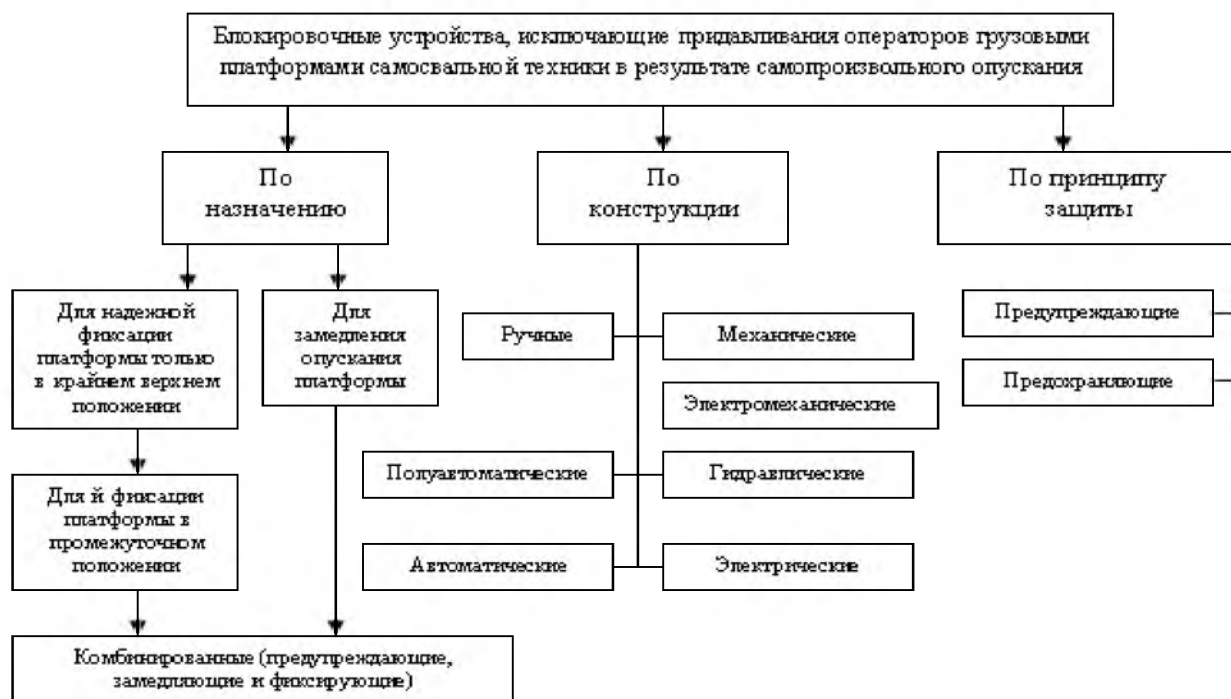 Блокировочные устройства, исключающие придавливания операторов грузовыми
платформами самосвальной техники в результате самопроизвольного опускания
По
назначению
По
конструкции
По принципу
защиты
Для надежной
фиксации
платформы только
в крайнем верхнем
положении
Для
замедления
опускания
платформы
Ручные
Механические
Предупреждающие
Электромеханические
Предохраняющие
Полуавтоматические
Гидравлические
Для й фиксации
платформы в
промежуточном
положении
Автоматические
Электрические
Комбинированные (предупреждающие,
замедляющие и фиксирующие)